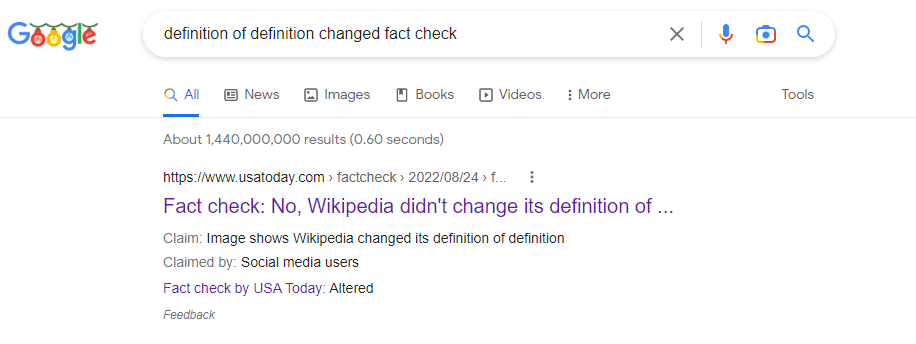 Google
definition of definition changed fact check
All News Images Books Videos More Tools
About 1,440,000,000 results (0.60 seconds)
https://www.usatoday.com › factcheck › 2022/08/24 › f...
Fact check: No, Wikipedia didn't change its definition of ...
Claim: Image shows Wikipedia changed its definition of definition
Claimed by: Social media users
Fact check by USA Today: Altered
Feedback